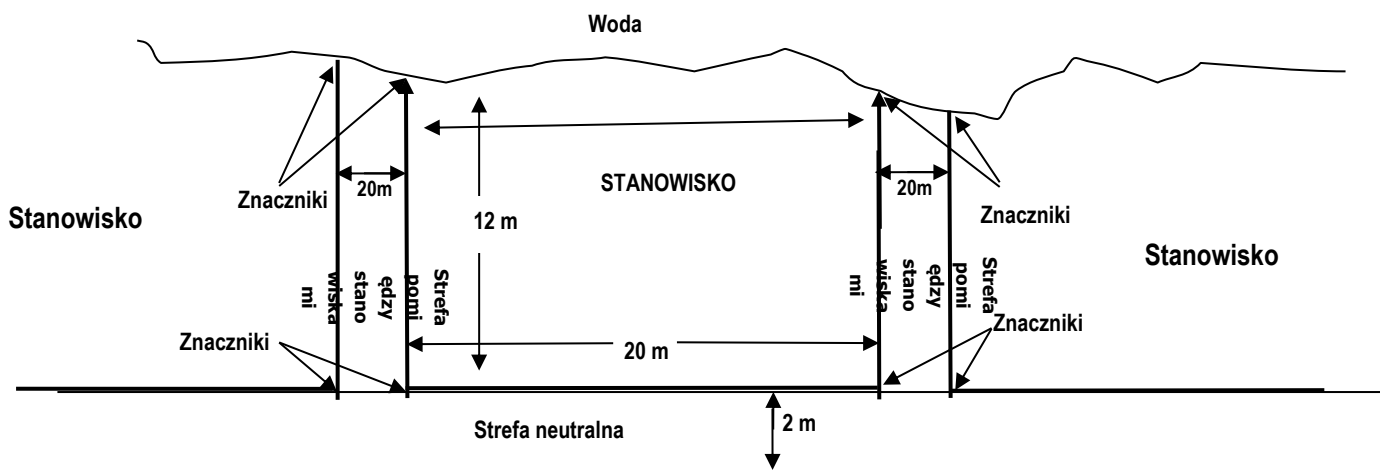 Woda
20m
STANOWISKO
20m
Znaczniki
Stanowisko
12 m
Znaczniki
Stanowisko
Strefa
pomi
ędzy
stano
wiska
mi
Strefa
pomi
ędzy
stano
wiska
mi
Znaczniki
Znaczniki
20 m
Strefa neutralna
2 m